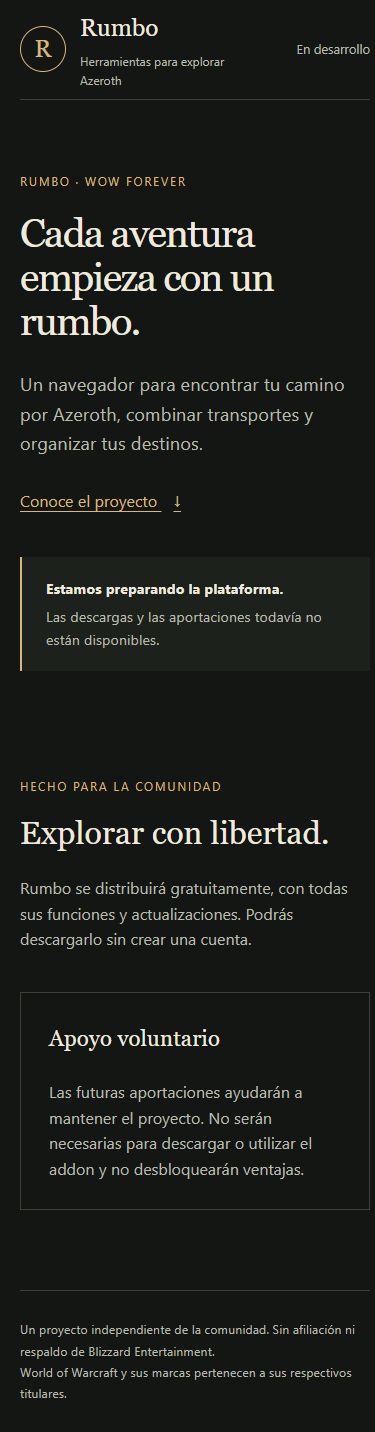 R
Rumbo
Herramientas para explorar
Azeroth
En desarrollo
RUMBO · WOW FOREVER
Cada aventura
empieza con un
rumbo.
Un navegador para encontrar tu camino
por Azeroth, combinar transportes y
organizar tus destinos.
Conoce el proyecto ↓
Estamos preparando la plataforma.
Las descargas y las aportaciones todavía no
están disponibles.
HECHO PARA LA COMUNIDAD
Explorar con libertad.
Rumbo se distribuirá gratuitamente, con todas
sus funciones y actualizaciones. Podrás
descargarlo sin crear una cuenta.
Apoyo voluntario
Las futuras aportaciones ayudarán a
mantener el proyecto. No serán
necesarias para descargar o utilizar el
addon y no desbloquearán ventajas.
Un proyecto independiente de la comunidad. Sin afiliación ni
respaldo de Blizzard Entertainment.
World of Warcraft y sus marcas pertenecen a sus respectivos
titulares.